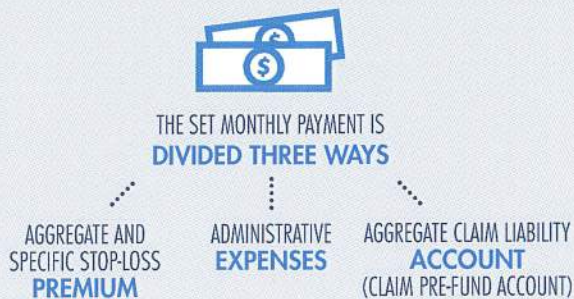 $
$
THE SET MONTHLY PAYMENT IS
DIVIDED THREE WAYS
AGGREGATE AND
SPECIFIC STOP-LOSS
PREMIUM
ADMINISTRATIVE
EXPENSES
AGGREGATE CLAIM LIABILITY
ACCOUNT
(CLAIM PRE-FUND ACCOUNT)